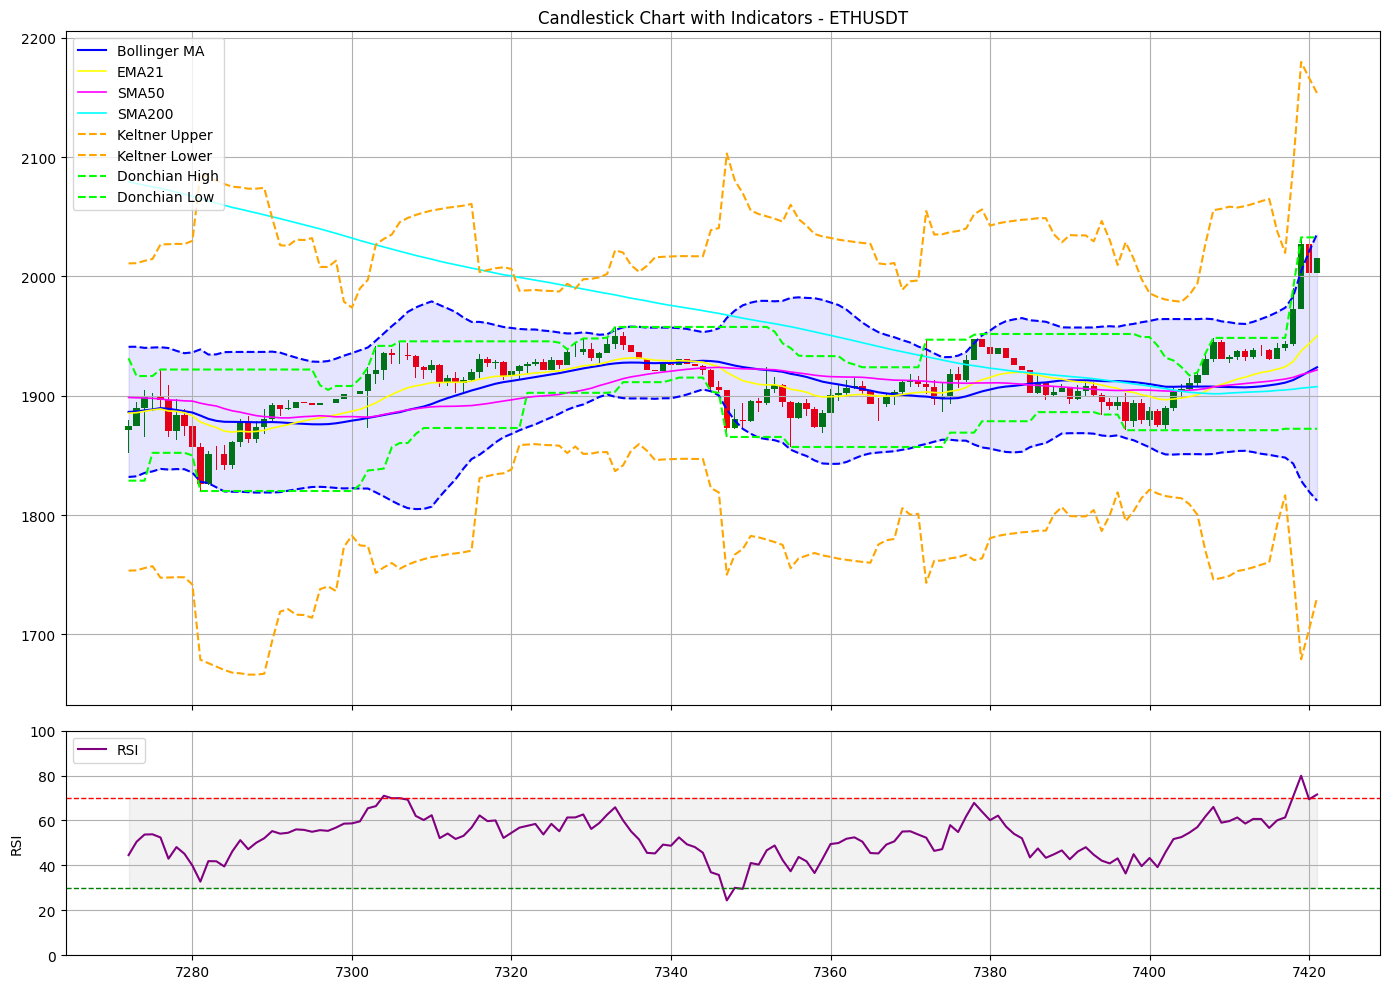 Candlestick Chart with Indicators - ETHUSDT
2200
2100
2000
1900
1800
1700
Bollinger MA
EMA21
SMA50
SMA200
Keltner Upper
Keltner Lower
Donchian High
Donchian Low
100
80
60
40
20
0
RSI
RSI
7280 7300 7320 7340 7360 7380 7400 7420